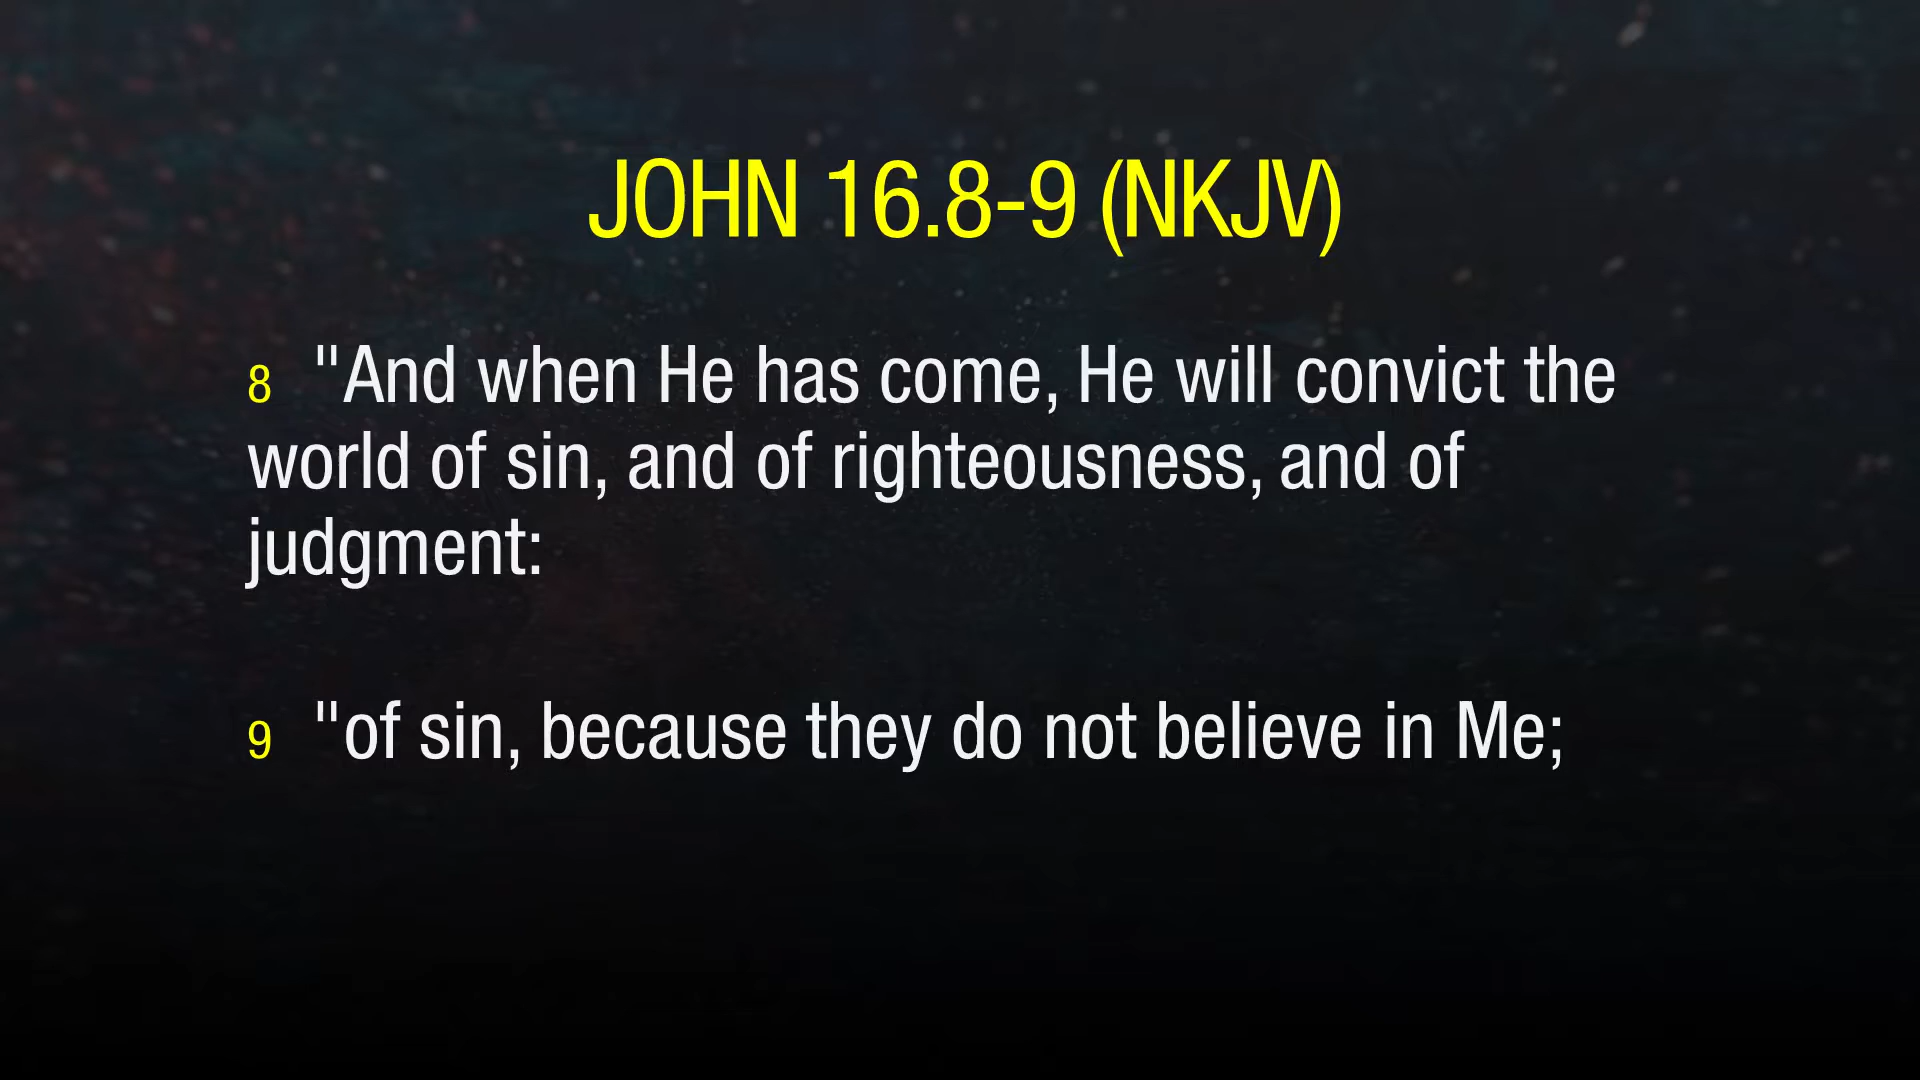 JOHN 16.8-9 (NKJV)
8 "And when He has come, He will convict the
world of sin, and of righteousness, and of
judgment:
9 "of sin, because they do not believe in Me;